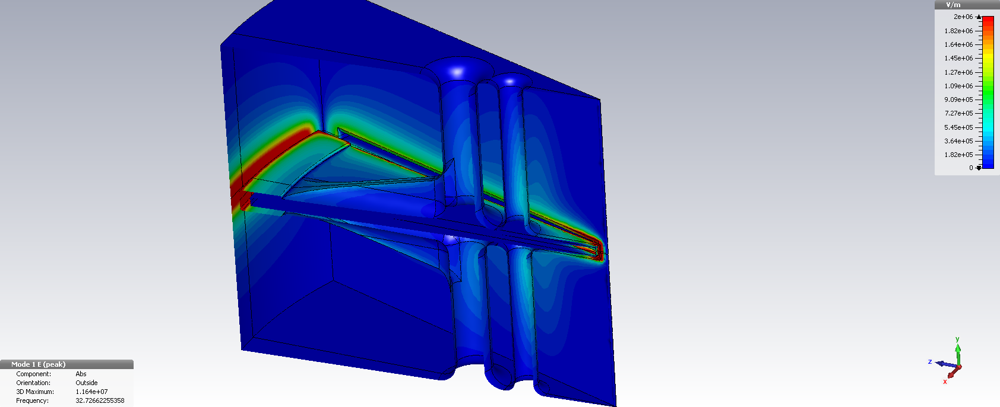 V/m
2e+06
1.82e+06
1.64e+06
1.45e+06
1.27e+06
1.09e+06
9.09e+05
7.27e+05
5.45e+05
3.64e+05
1.82e+05
0
y
z
x
Mode 1 E (peak)
Component: Abs
Orientation: Outside
3D Maximum: 1.164e+07
Frequency: 32.72662255358